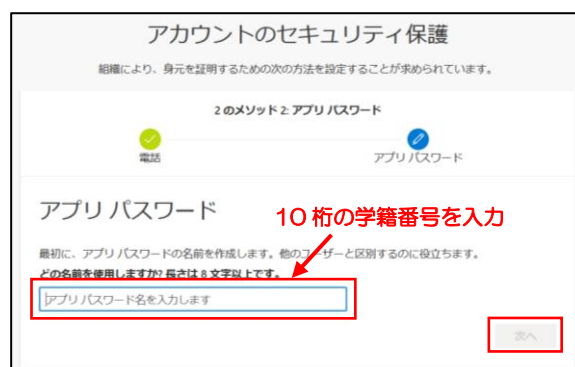 アカウントのセキュリティ保護
組織により、身元を証明するための次の方法を設定することが求められています。
2 のメソッド 2: アプリ パスワード
電話
アプリ パスワード
アプリ パスワード
10 桁の学籍番号を入力
最初に、アプリ パスワードの名前を作成します。他のユーザーと区別するのに役立ちます。
どの名前を使用しますか? 長さは 8 文字以上です。
アプリ パスワード名を入力します
次へ